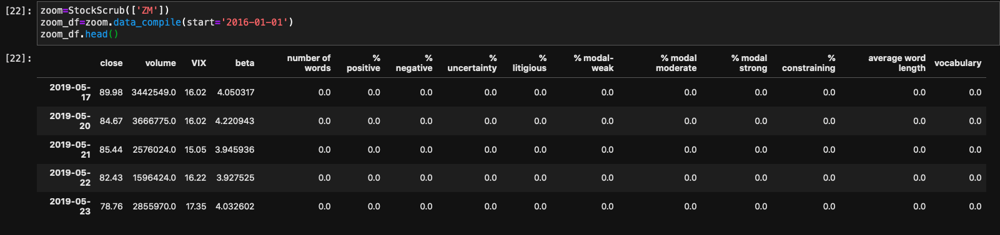 [22]: zoom=StockScrub(['ZM'])
zoom_df=zoom.data_compile(start='2016-01-01')
zoom_df.head()
[22]:
close volume VIX beta number of words % positive % negative % uncertainty % litigious % modal-weak % modal moderate % modal strong % constraining average word length vocabulary
2019-05-17 89.98 3442549.0 16.02 4.050317 0.0 0.0 0.0 0.0 0.0 0.0 0.0 0.0 0.0 0.0 0.0
2019-05-20 84.67 3666775.0 16.02 4.220943 0.0 0.0 0.0 0.0 0.0 0.0 0.0 0.0 0.0 0.0 0.0
2019-05-21 85.44 2576024.0 15.05 3.945936 0.0 0.0 0.0 0.0 0.0 0.0 0.0 0.0 0.0 0.0 0.0
2019-05-22 82.43 1596424.0 16.22 3.927525 0.0 0.0 0.0 0.0 0.0 0.0 0.0 0.0 0.0 0.0 0.0
2019-05-23 78.76 2855970.0 17.35 4.032602 0.0 0.0 0.0 0.0 0.0 0.0 0.0 0.0 0.0 0.0 0.0